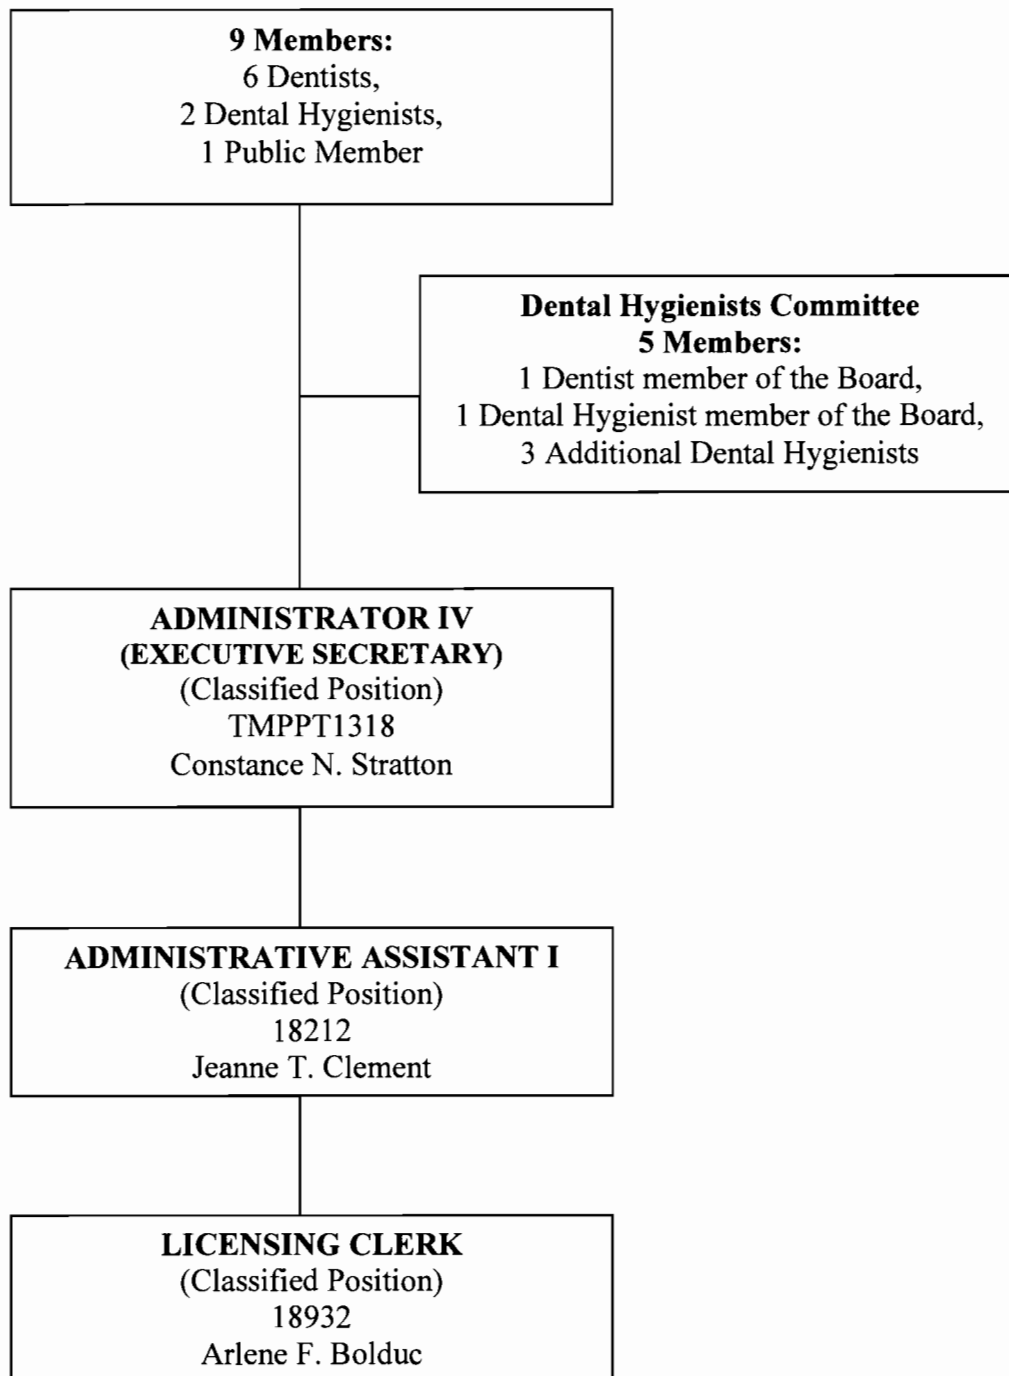 9 Members:
6 Dentists,
2 Dental Hygienists,
1 Public Member
Dental Hygienists Committee
5 Members:
1 Dentist member of the Board,
1 Dental Hygienist member of the Board,
3 Additional Dental Hygienists
ADMINISTRATOR IV
(EXECUTIVE SECRETARY)
(Classified Position)
TMPPT1318
Constance N. Stratton
ADMINISTRATIVE ASSISTANT I
(Classified Position)
18212
Jeanne T. Clement
LICENSING CLERK
(Classified Position)
18932
Arlene F. Bolduc